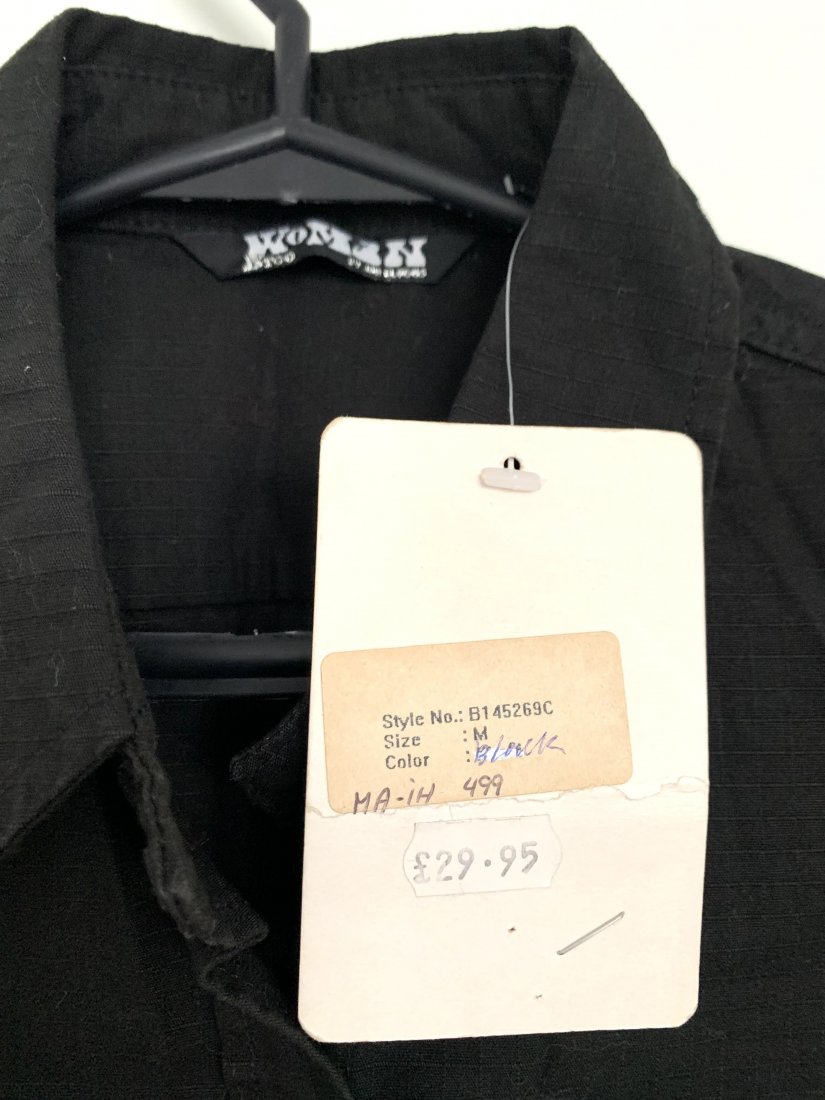 WOMAN
Style No.: B145269C
Size : M
Color : Black
MA-iH 499
£29.95